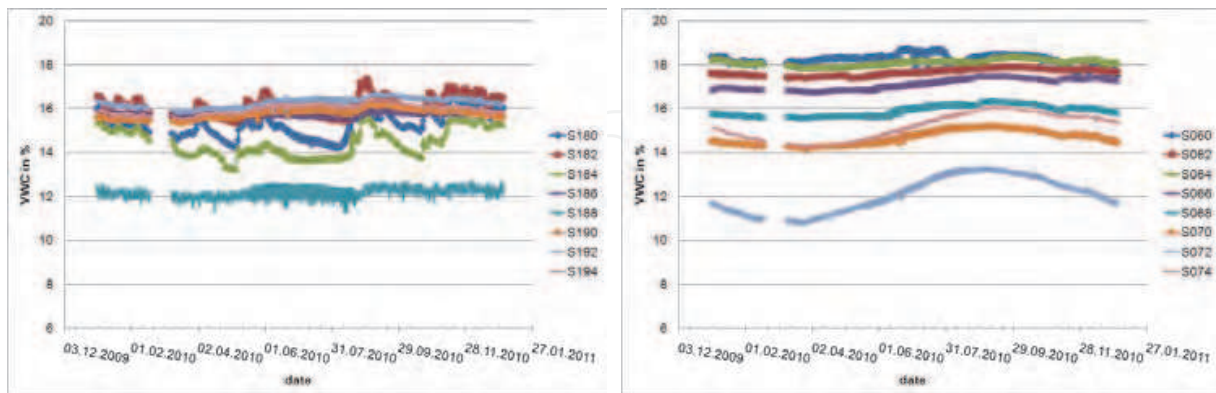 20
18
16
14
12
10
8
6
VWC in %
03.12.2009
01.02.2010
02.04.2010
01.06.2010
31.07.2010
29.09.2010
28.11.2010
27.01.2011
date
S180
S182
S184
S186
S188
S190
S192
S194
20
18
16
14
12
10
8
6
VWC in %
03.12.2009
01.02.2010
02.04.2010
01.06.2010
31.07.2010
29.09.2010
28.11.2010
27.01.2011
date
S060
S062
S064
S066
S068
S070
S072
S074